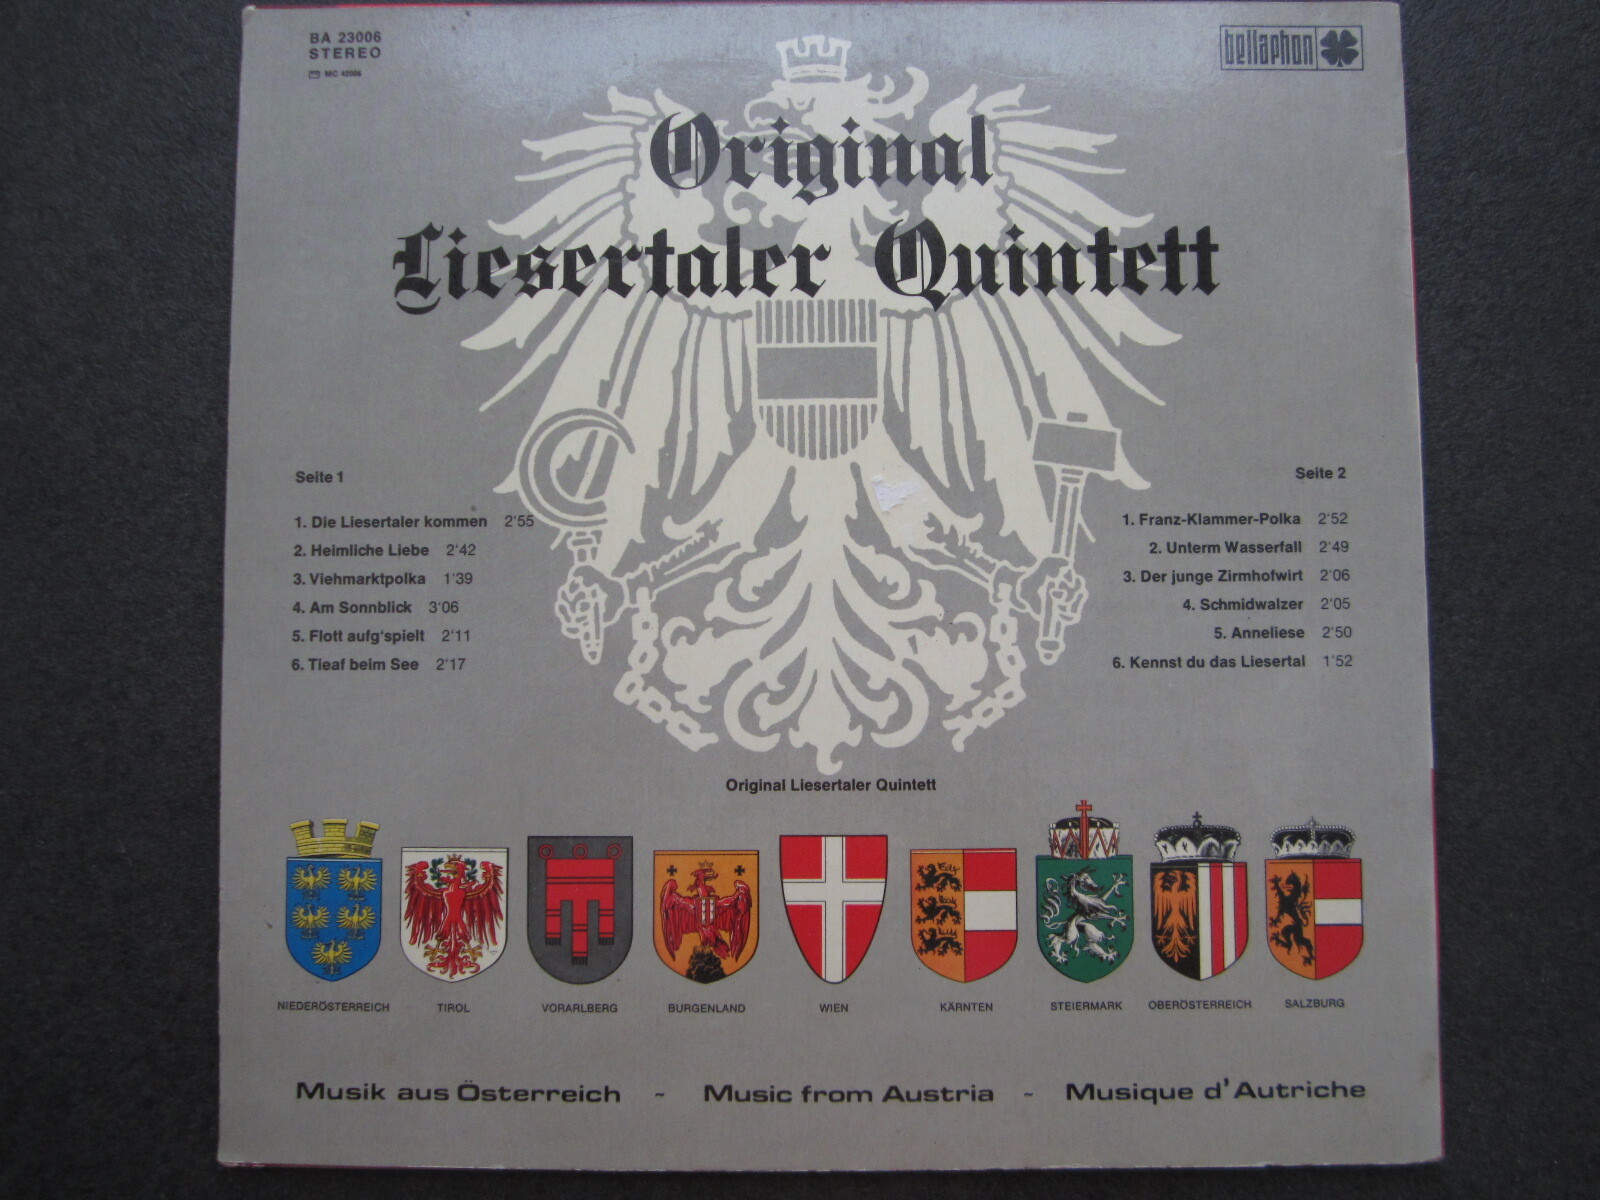 BA 23006
STEREO
MC 42006
bellaphon
Original
Liesertaler Quintett
Seite 1
1. Die Liesertaler kommen 2'55
2. Heimliche Liebe 2'42
3. Viehmarktpolka 1'39
4. Am Sonnblick 3'06
5. Flott aufg'spielt 2'11
6. Tieaf beim See 2'17
Seite 2
1. Franz-Klammer-Polka 2'52
2. Unterm Wasserfall 2'49
3. Der junge Zirmhofwirt 2'06
4. Schmidwalzer 2'05
5. Anneliese 2'50
6. Kennst du das Liesertal 1'52
Original Liesertaler Quintett
NIEDERÖSTERREICH TIROL VORARLBERG BURGENLAND WIEN KÄRNTEN STEIERMARK OBERÖSTERREICH SALZBURG
Musik aus Österreich ~ Music from Austria ~ Musique d'Autriche